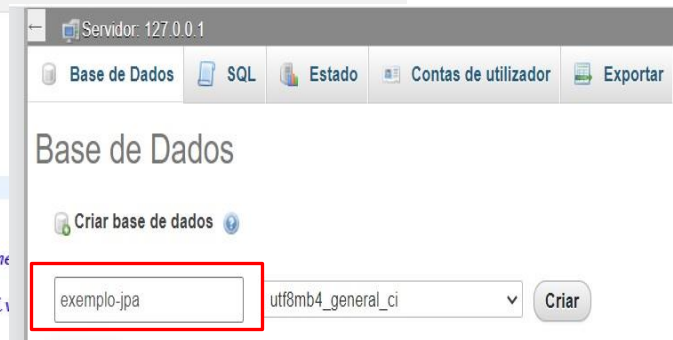 Servidor: 127.0.0.1
Base de Dados SQL Estado Contas de utilizador Exportar
Base de Dados
Criar base de dados
exemplo-jpa utf8mb4_general_ci Criar